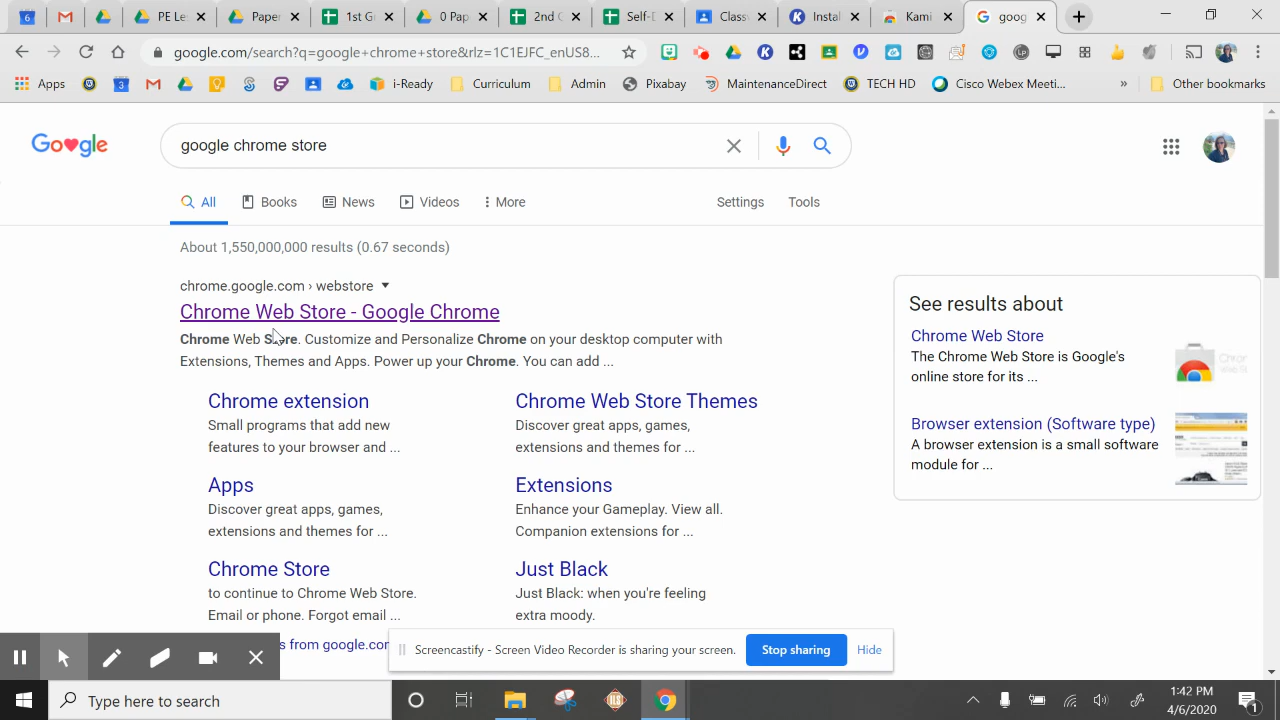 PE Les
Paper
1st G
0 Pap
2nd C
Self-D
Class
Instal
Kami
goog
google.com/search?q=google+chrome+store&rlz=1C1EJFC_enUS8...
Apps
i-Ready
Curriculum
Admin
Pixabay
MaintenanceDirect
TECH HD
Cisco Webex Meeti...
»
Other bookmarks
Google
google chrome store
All
Books
News
Videos
More
Settings
Tools
About 1,550,000,000 results (0.67 seconds)
chrome.google.com › webstore
Chrome Web Store - Google Chrome
Chrome Web Store. Customize and Personalize Chrome on your desktop computer with
Extensions, Themes and Apps. Power up your Chrome. You can add ...
Chrome extension
Small programs that add new
features to your browser and ...
Chrome Web Store Themes
Discover great apps, games,
extensions and themes for ...
Apps
Discover great apps, games,
extensions and themes for ...
Extensions
Enhance your Gameplay. View all.
Companion extensions for ...
Chrome Store
to continue to Chrome Web Store.
Email or phone. Forgot email ...
Just Black
Just Black: when you're feeling
extra moody.
s from google.com
See results about
Chrome Web Store
The Chrome Web Store is Google's
online store for its ...
Browser extension (Software type)
A browser extension is a small software
module for ...
Screencastify - Screen Video Recorder is sharing your screen.
Stop sharing
Hide
Type here to search
1:42 PM
4/6/2020
1